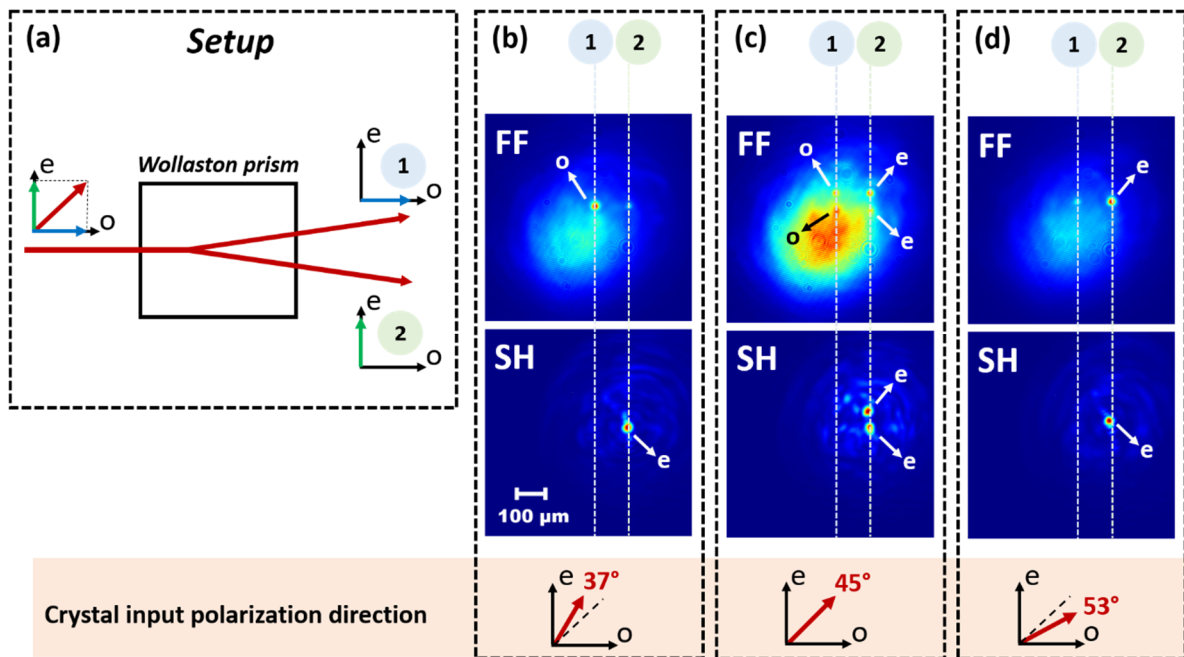 (a)
Setup
e
o
Wollaston prism
e
1
o
e
2
o
(b)
1
2
FF
o
SH
e
100 µm
(c)
1
2
FF
o
e
o
e
SH
e
e
(d)
1
2
FF
e
SH
e
Crystal input polarization direction
e
37°
o
e
45°
o
e
53°
o